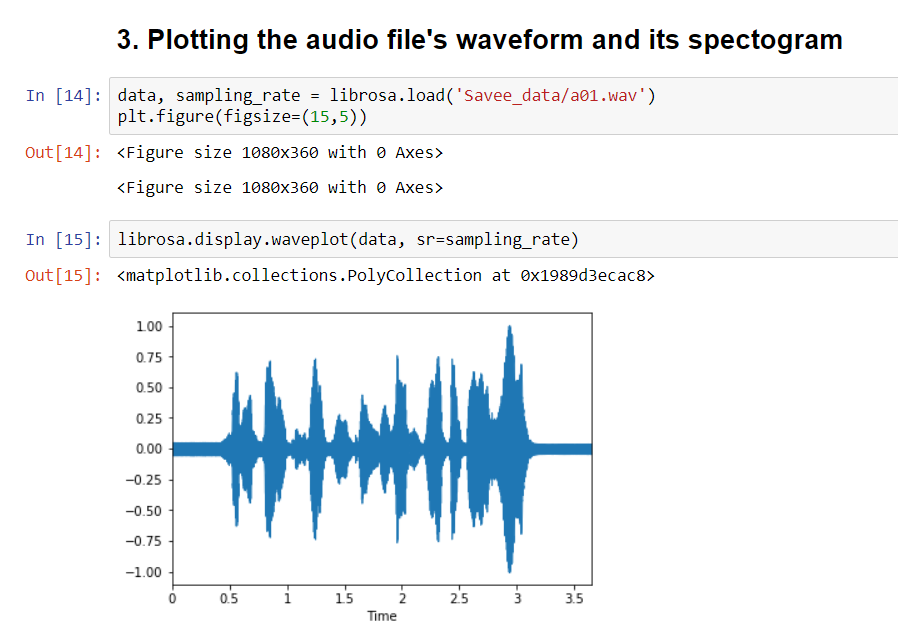 3. Plotting the audio file's waveform and its spectogram
In [14]: data, sampling_rate = librosa.load('Savee_data/a01.wav')
plt.figure(figsize=(15,5))
Out[14]: <Figure size 1080x360 with 0 Axes>
<Figure size 1080x360 with 0 Axes>
In [15]: librosa.display.waveplot(data, sr=sampling_rate)
Out[15]: <matplotlib.collections.PolyCollection at 0x1989d3ecac8>
1.00
0.75
0.50
0.25
0.00
−0.25
−0.50
−0.75
−1.00
0 0.5 1 1.5 2 2.5 3 3.5
Time